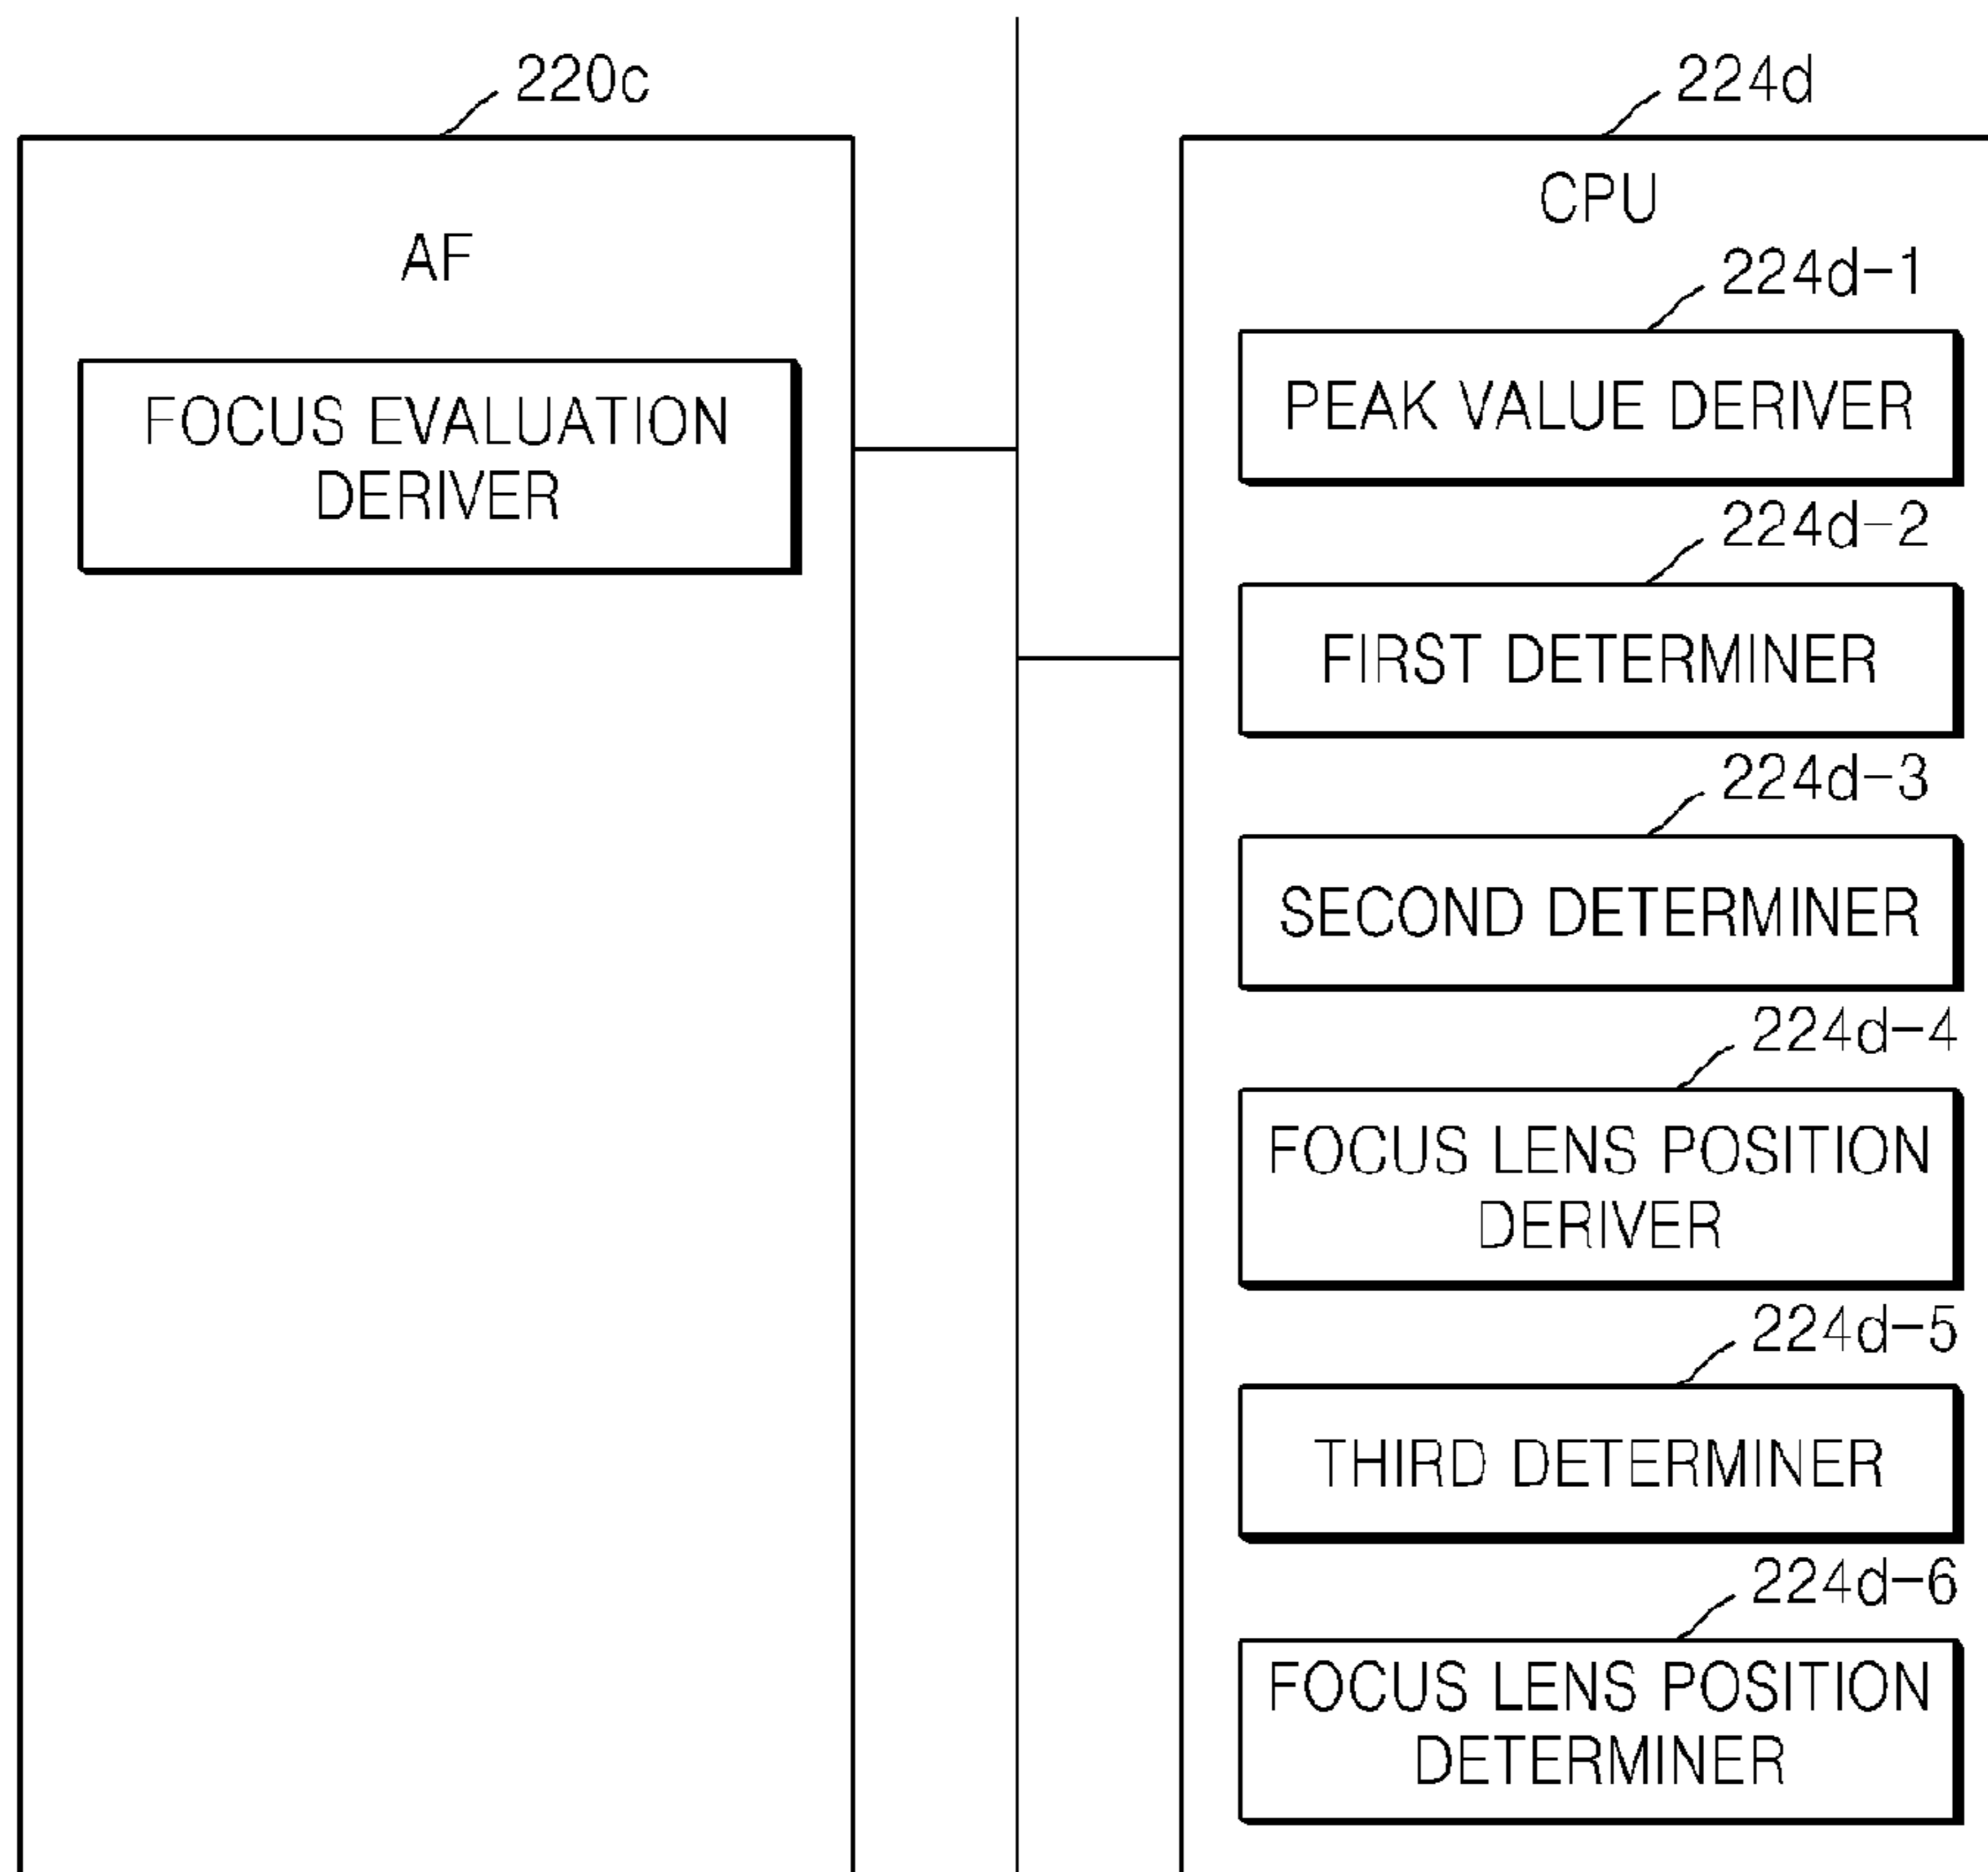 220c
AF
FOCUS EVALUATION
DERIVER
224d
CPU
224d-1
PEAK VALUE DERIVER
224d-2
FIRST DETERMINER
224d-3
SECOND DETERMINER
224d-4
FOCUS LENS POSITION
DERIVER
224d-5
THIRD DETERMINER
224d-6
FOCUS LENS POSITION
DETERMINER